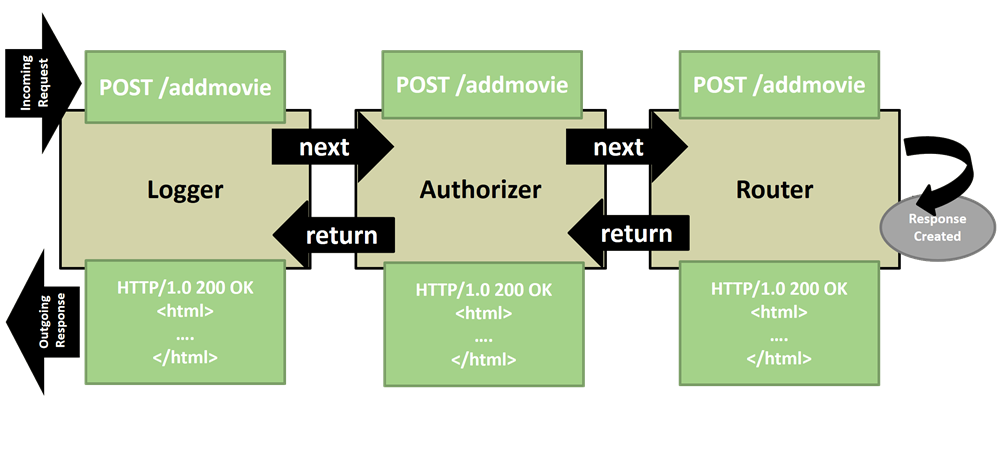 Incoming
Request
POST /addmovie
POST /addmovie
POST /addmovie
next
next
Logger
Authorizer
Router
return
return
Response
Created
Outgoing
Response
HTTP/1.0 200 OK
<html>
....
</html>
HTTP/1.0 200 OK
<html>
....
</html>
HTTP/1.0 200 OK
<html>
....
</html>